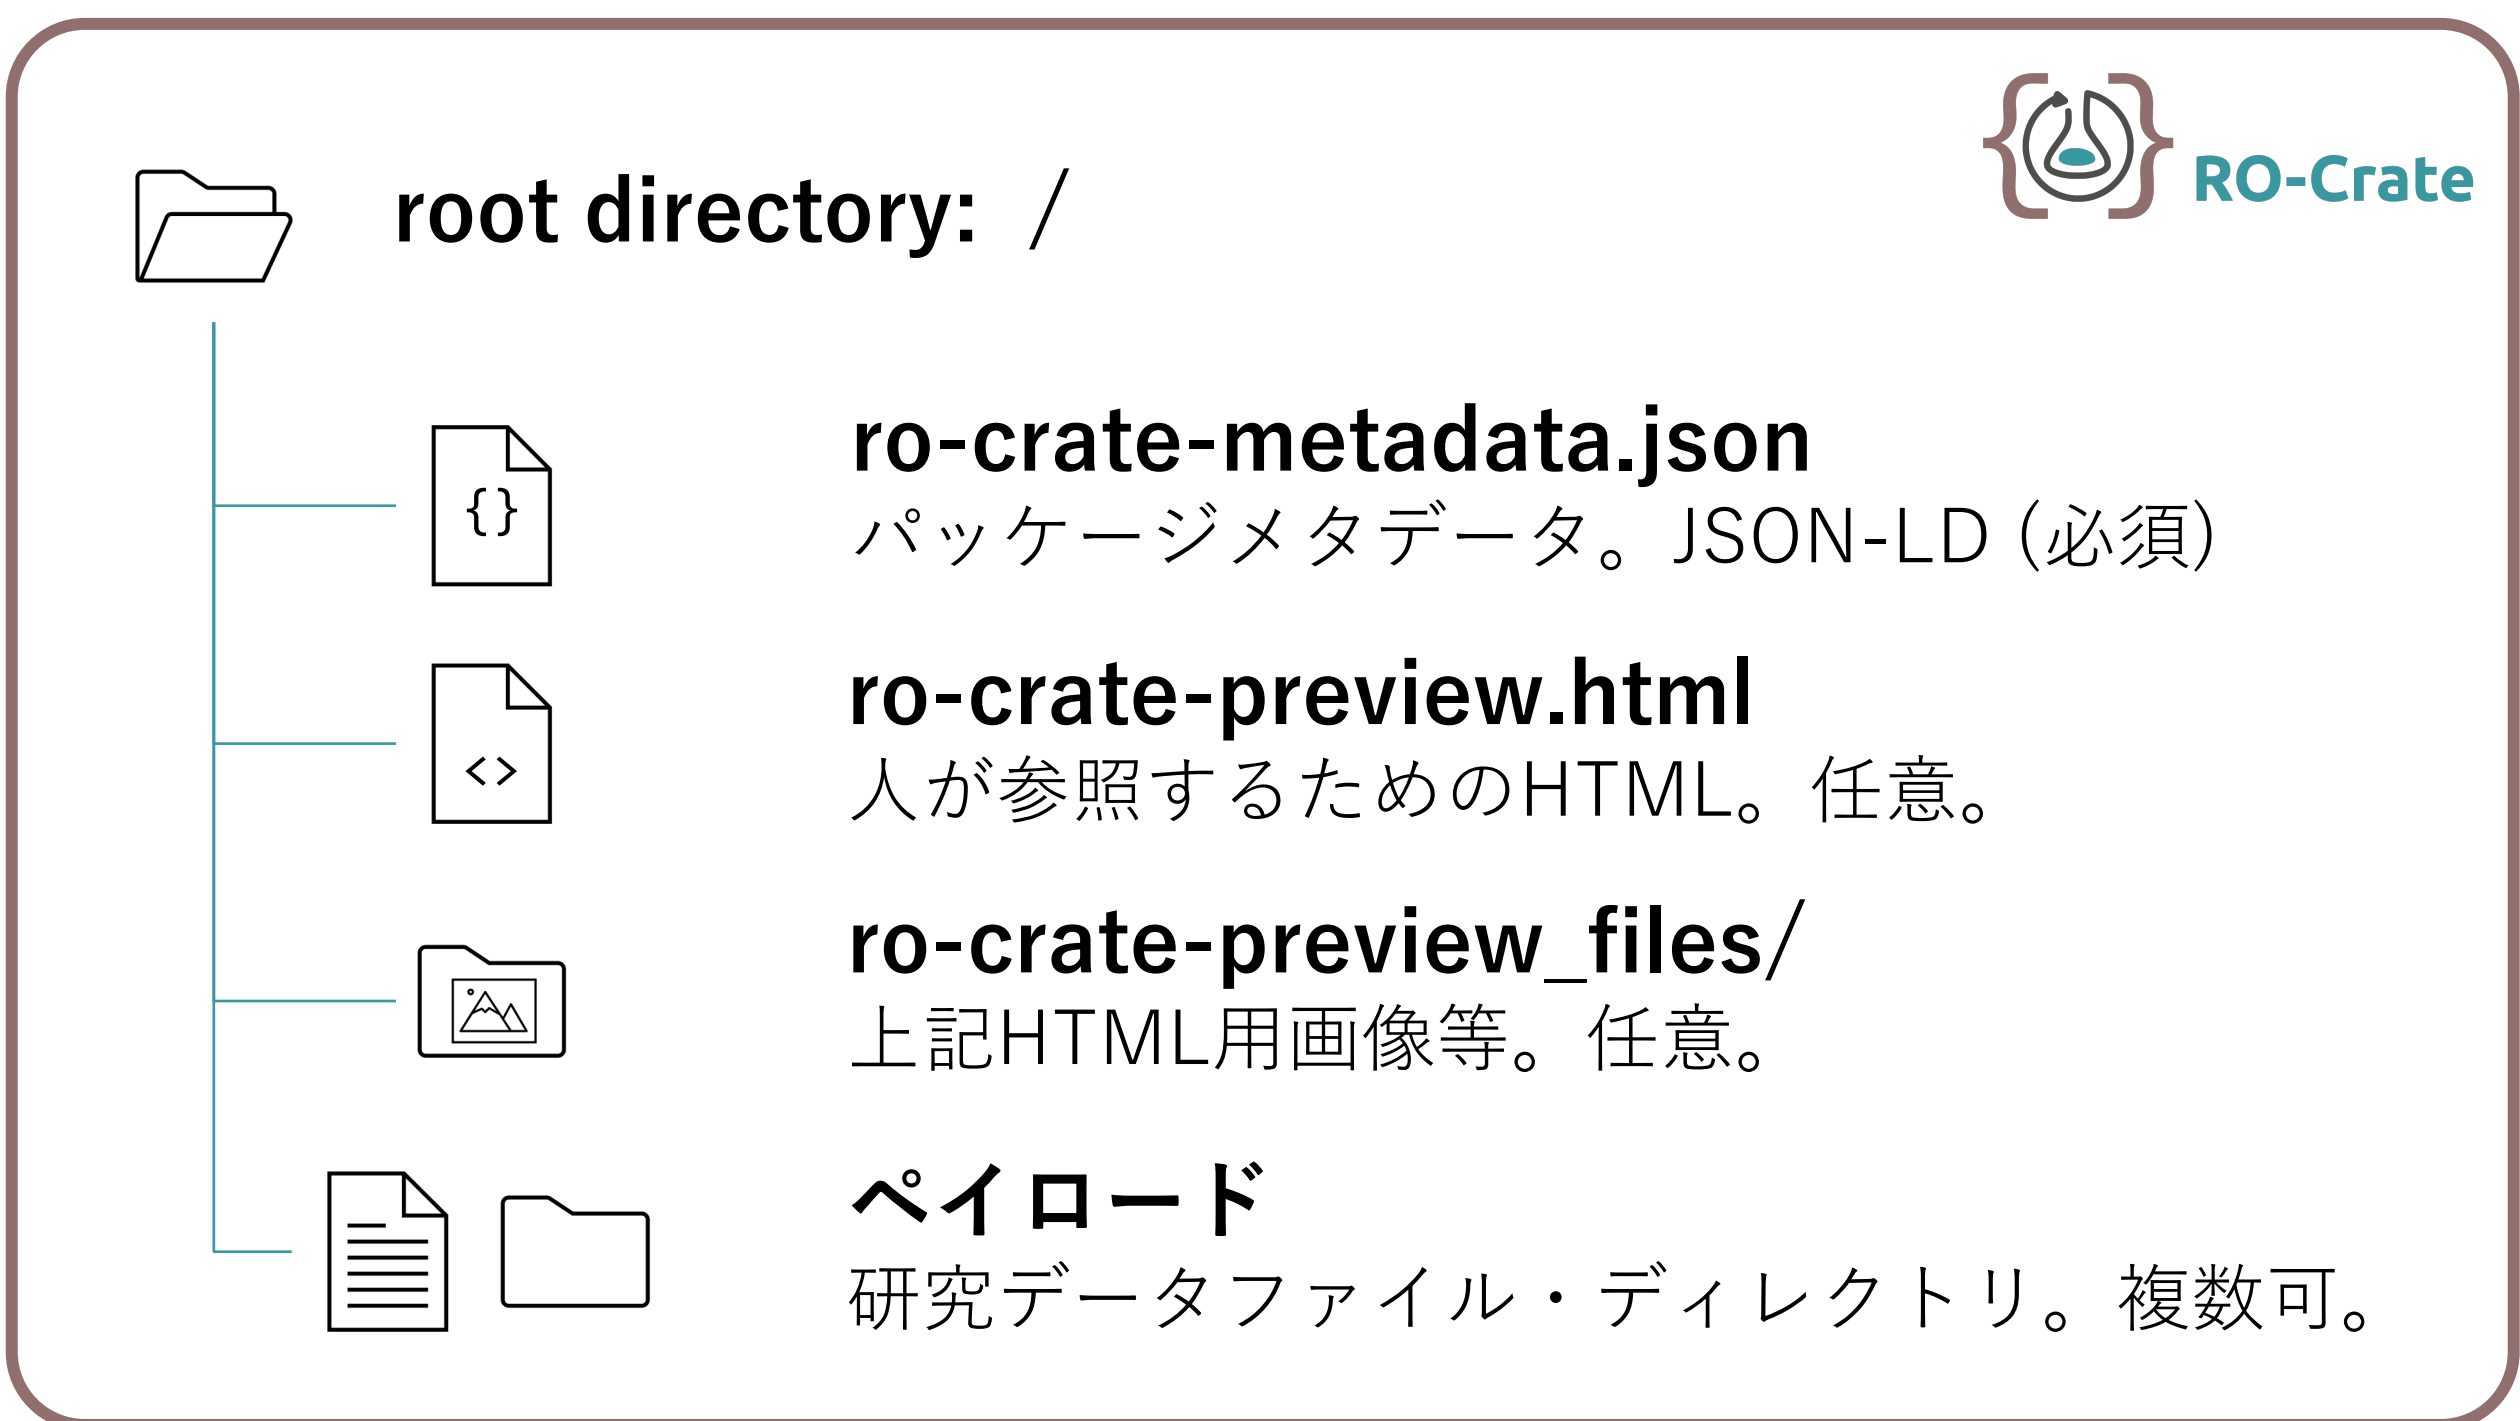 RO-Crate
root directory: /
{ }
ro-crate-metadata.json
パッケージメタデータ。JSON-LD（必須）
< >
ro-crate-preview.html
人が参照するためのHTML。任意。
ro-crate-preview_files/
上記HTML用画像等。任意。
ペイロード
研究データファイル・ディレクトリ。複数可。